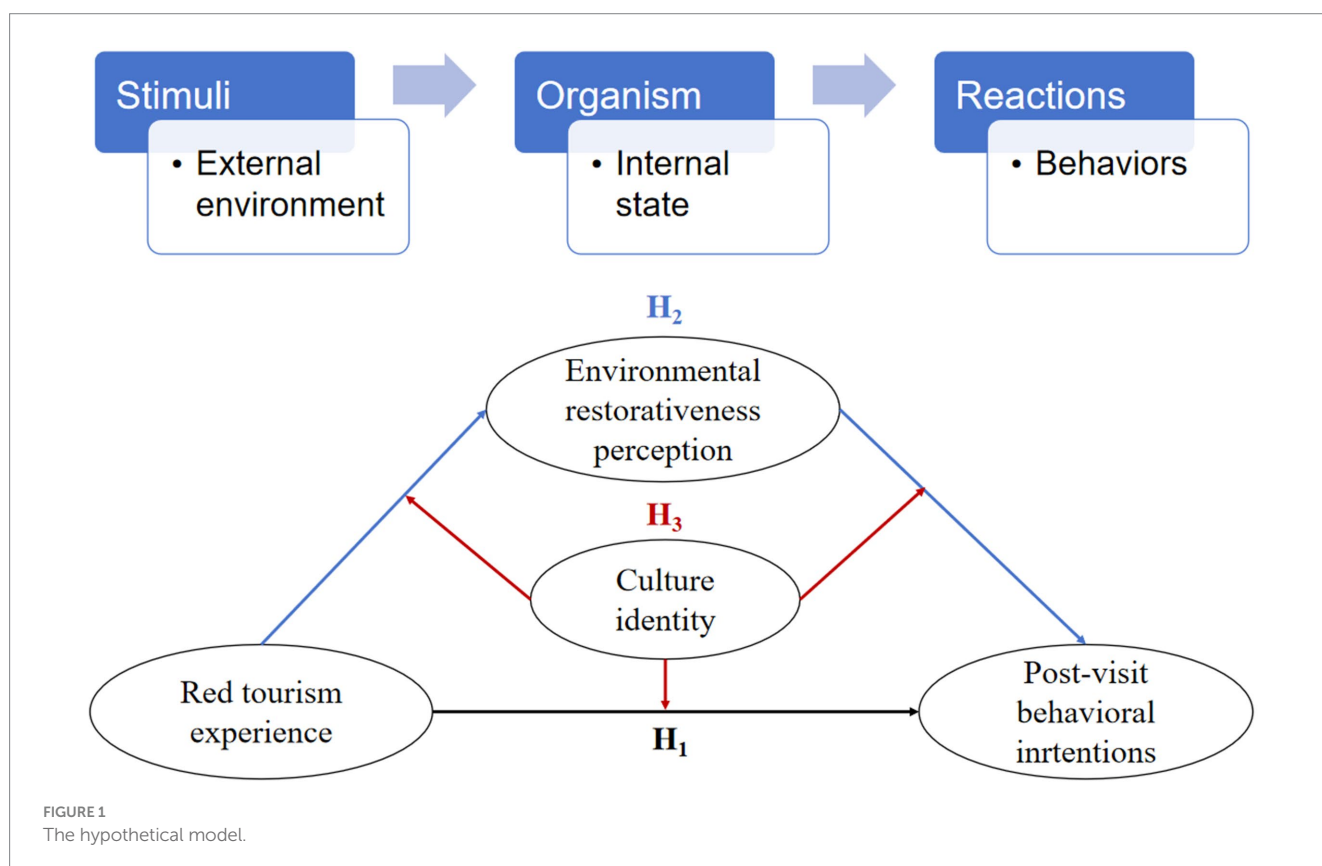 Stimuli
• External
environment
Organism
• Internal
state
Reactions
• Behaviors
H₂
Environmental
restorativeness
perception
H₃
Culture
identity
Red tourism
experience
H₁
Post-visit
behavioral
inrtentions
FIGURE 1
The hypothetical model.